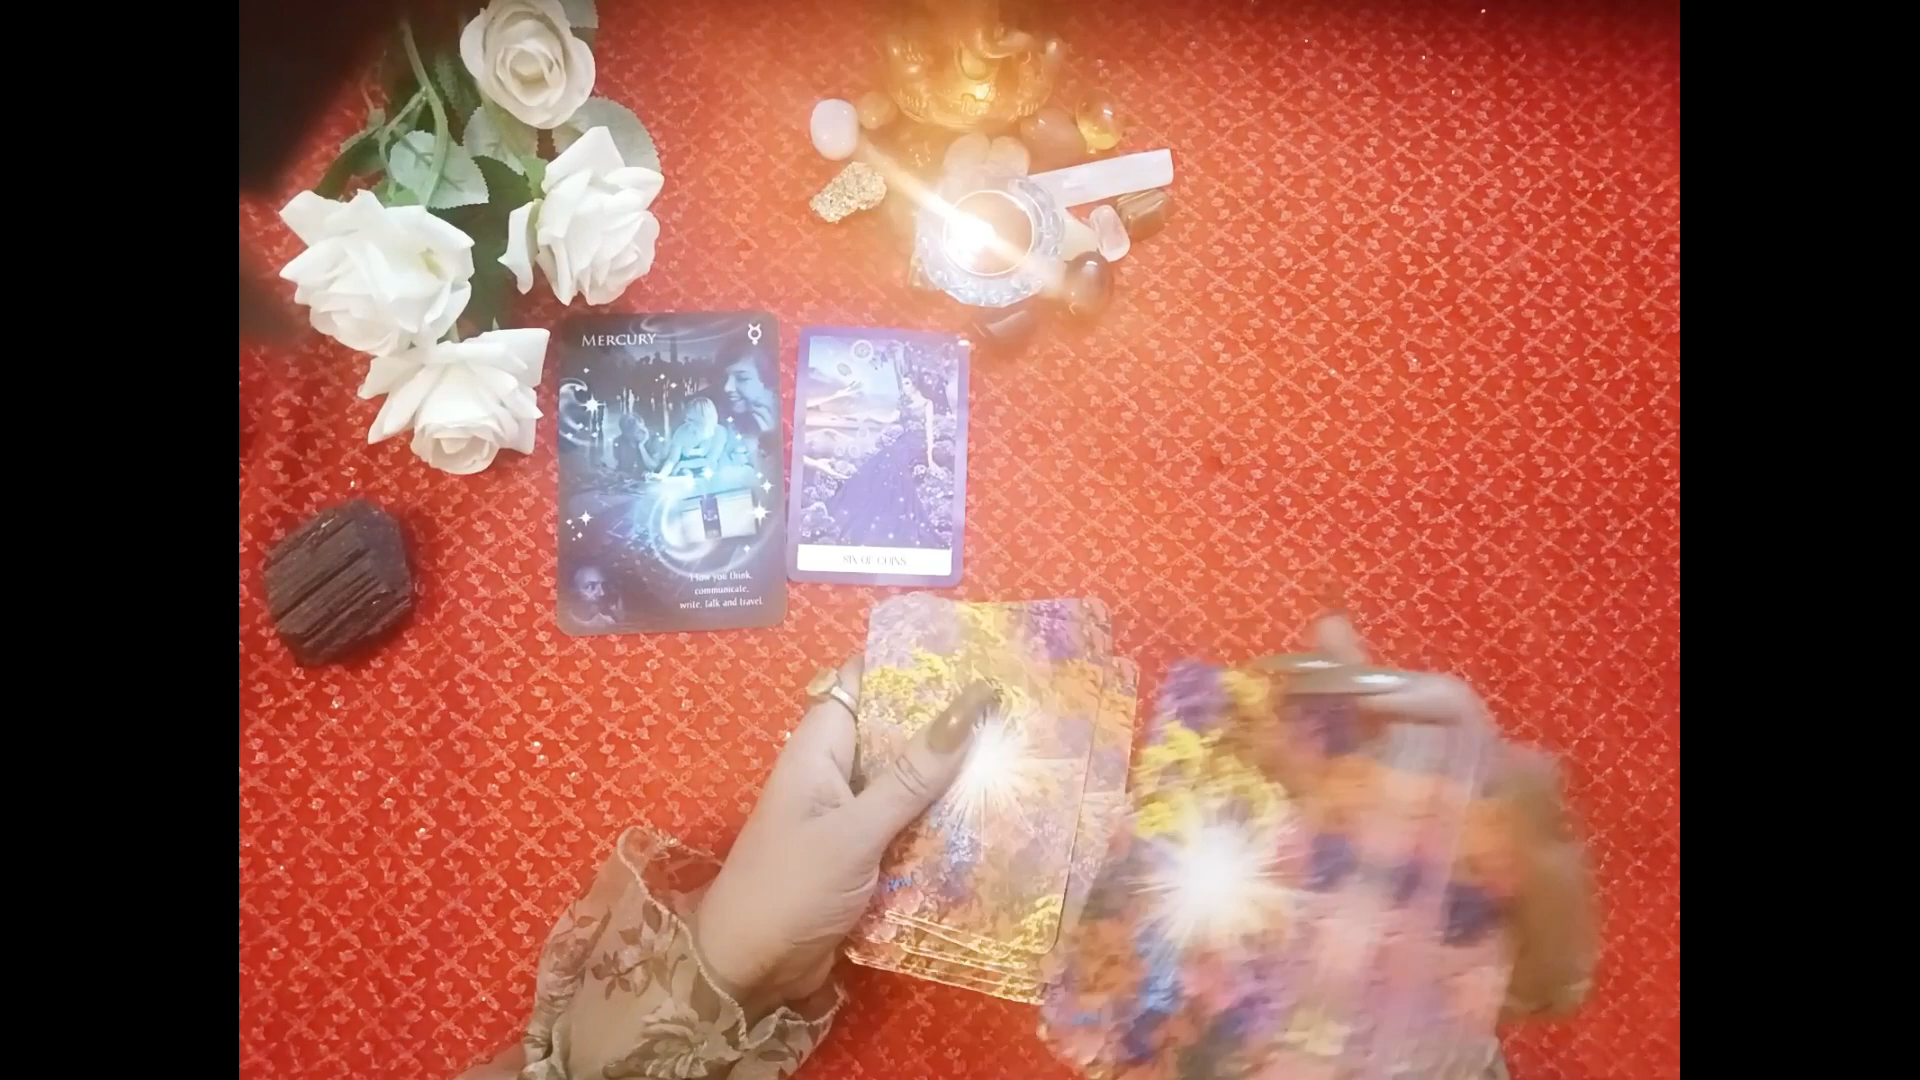 MERCURY
How you think,
communicate,
write, talk and travel.
SIX OF COINS